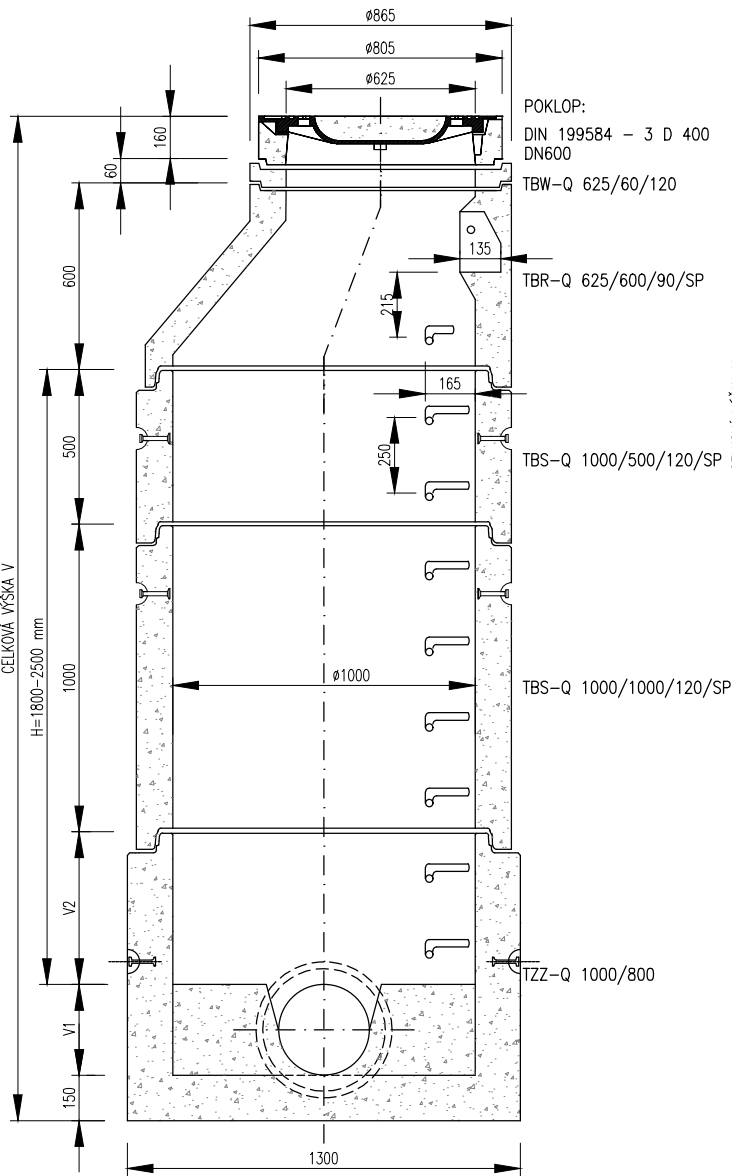 ø865
ø805
ø625
POKLOP:
DIN 199584 - 3 D 400
DN600
160
60
TBW-Q 625/60/120
135
600
215
TBR-Q 625/600/90/SP
165
500
250
TBS-Q 1000/500/120/SP
CELKOVÁ VÝŠKA V
H=1800-2500 mm
1000
ø1000
TBS-Q 1000/1000/120/SP
V2
TZZ-Q 1000/800
V1
150
1300